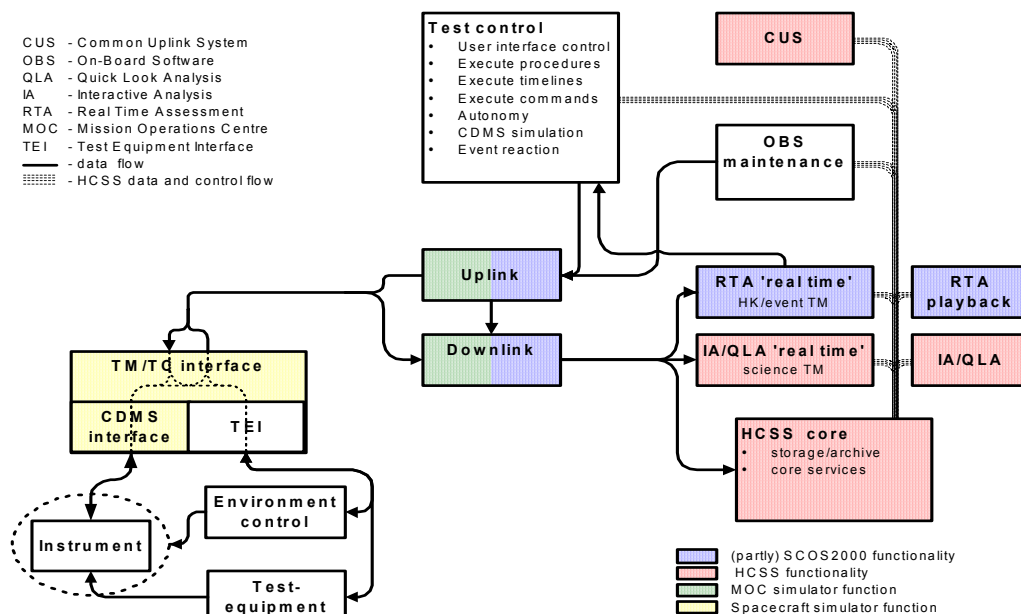 CUS - Common Uplink System
OBS - On-Board Software
QLA - Quick Look Analysis
IA - Interactive Analysis
RTA - Real Time Assessment
MOC - Mission Operations Centre
TEI - Test Equipment Interface
- data flow
- HCSS data and control flow
Test control
• User interface control
• Execute procedures
• Execute timelines
• Execute commands
• Autonomy
• CDMS simulation
• Event reaction
CUS
OBS
maintenance
Uplink
Downlink
RTA 'real time'
HK/event TM
RTA
playback
IA/QLA 'real time'
science TM
IA/QLA
TM/TC interface
CDMS
interface
TEI
HCSS core
• storage/archive
• core services
Environment
control
Instrument
Test-
equipment
(partly) SCOS2000 functionality
HCSS functionality
MOC simulator function
Spacecraft simulator function